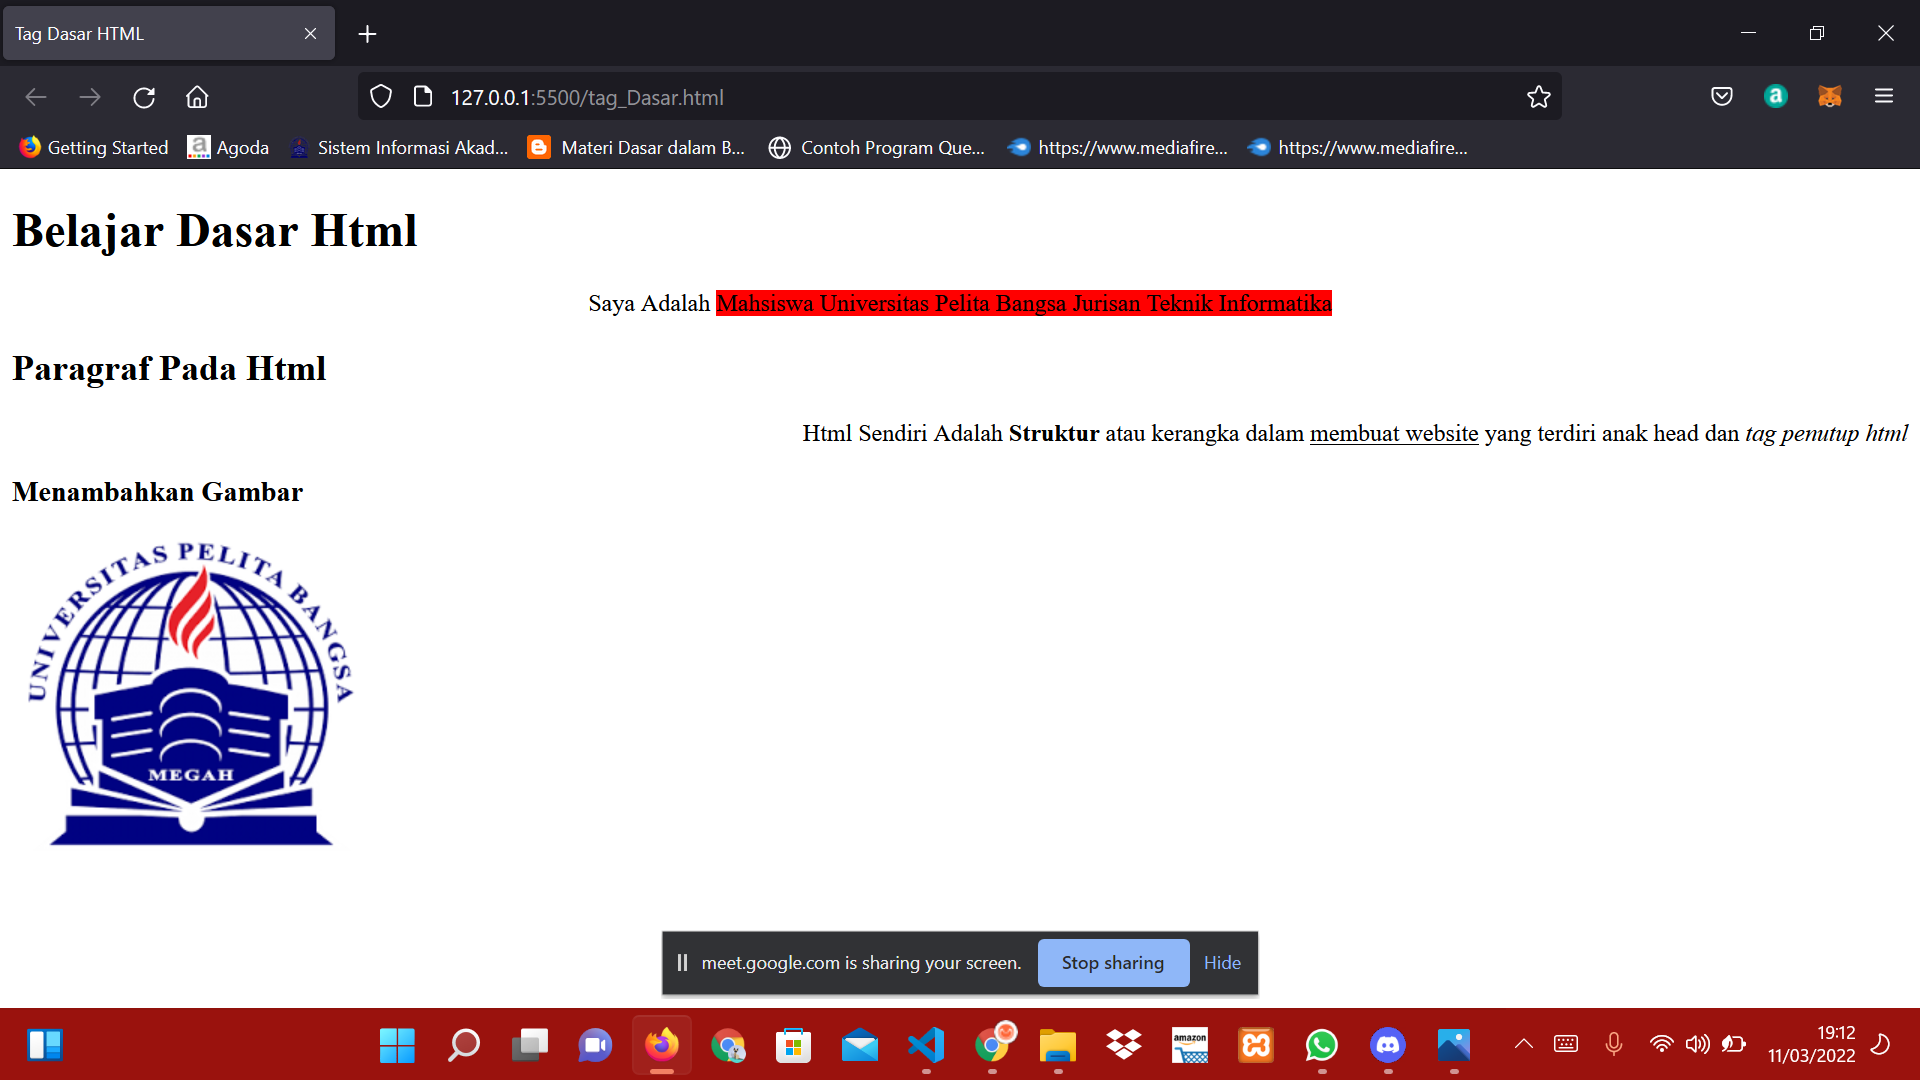 Tag Dasar HTML
127.0.0.1:5500/tag_Dasar.html
Getting Started
Agoda
Sistem Informasi Akad...
Materi Dasar dalam B...
Contoh Program Que...
https://www.mediafire...
https://www.mediafire...
Belajar Dasar Html
Saya Adalah Mahsiswa Universitas Pelita Bangsa Jurisan Teknik Informatika
Paragraf Pada Html
Html Sendiri Adalah Struktur atau kerangka dalam membuat website yang terdiri anak head dan tag penutup html
Menambahkan Gambar
UNIVERSITAS PELITA BANGSA
MEGAH
meet.google.com is sharing your screen.
Stop sharing
Hide
amazon
19:12
11/03/2022